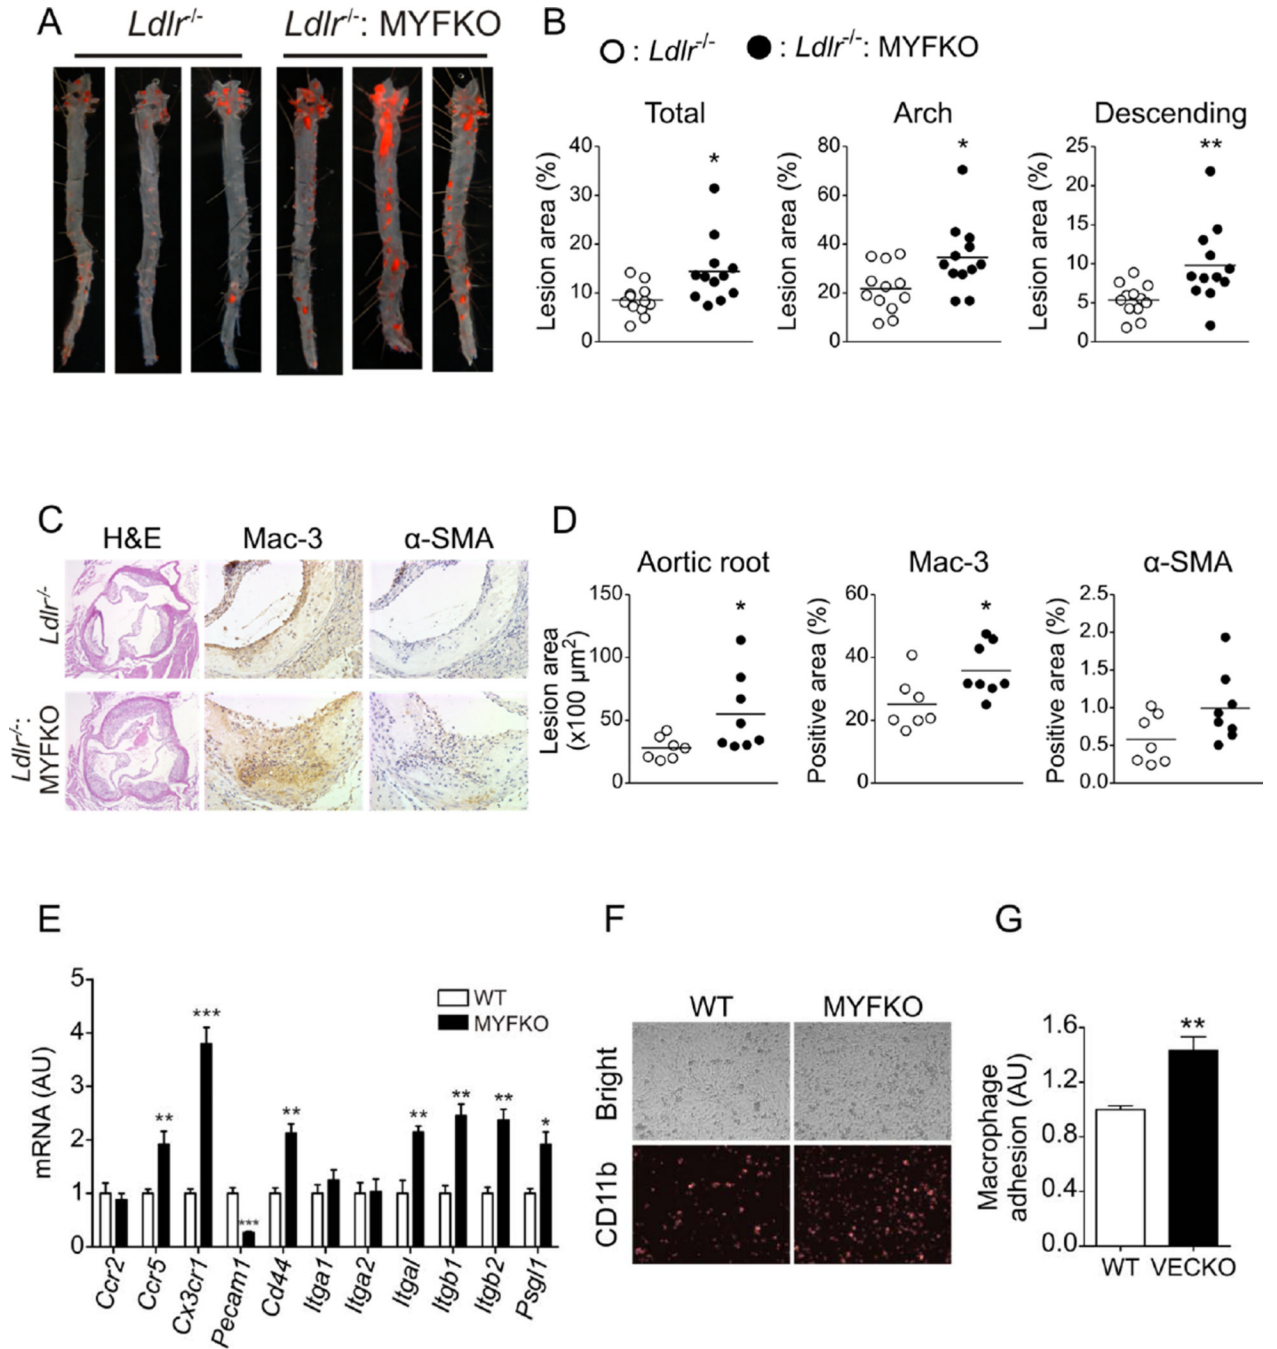 A
Ldlr-/-
Ldlr-/-: MYFKO
B
: Ldlr-/-
: Ldlr-/-: MYFKO
Total
Lesion area (%)
40
30
20
10
0
*
Arch
Lesion area (%)
80
60
40
20
0
*
Descending
Lesion area (%)
25
20
15
10
5
0
**
C
H&E
Mac-3
α-SMA
Ldlr/-
Ldlr/-:
MYFKO
D
Aortic root
Lesion area
(x100 µm2)
150
100
50
0
*
Mac-3
Positive area (%)
60
40
20
0
*
α-SMA
Positive area (%)
2.5
2.0
1.5
1.0
0.5
0.0
E
mRNA (AU)
5
4
3
2
1
0
WT
MYFKO
**
***
***
**
**
**
**
*
Ccr2
Ccr5
Cx3cr1
Pecam1
Cd44
Itga1
Itga2
Itgal
Itgb1
Itgb2
Psgl1
F
WT
MYFKO
Bright
CD11b
G
Macrophage
adhesion (AU)
1.6
1.2
0.8
0.4
0.0
**
WT
VECKO